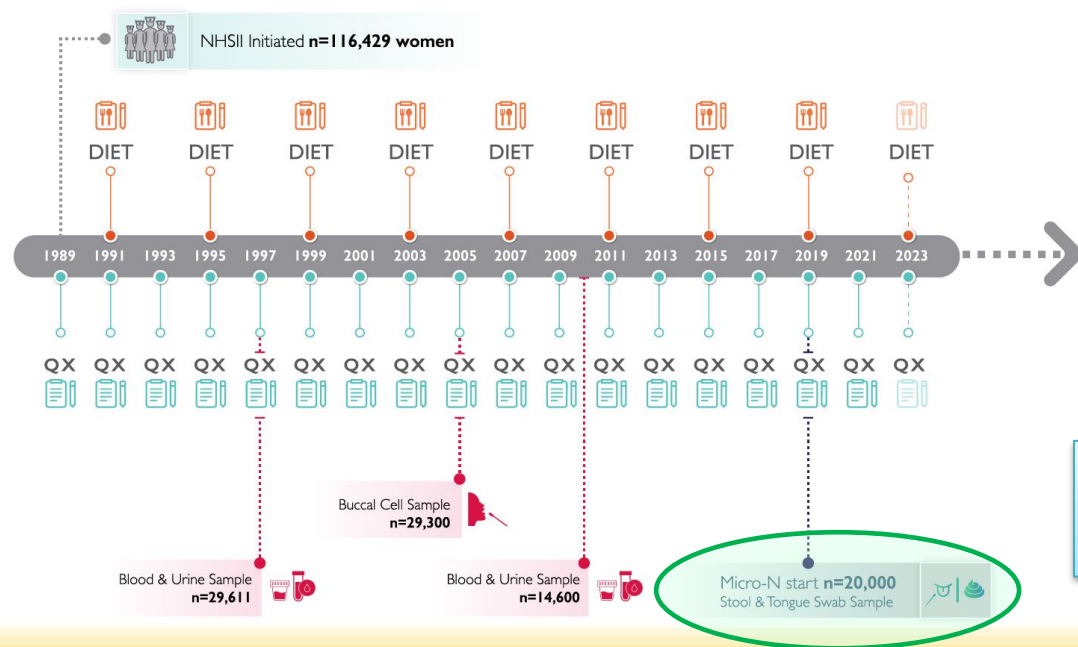 NHSII Initiated n=116,429 women
DIET DIET DIET DIET DIET DIET DIET DIET DIET
1989 1991 1993 1995 1997 1999 2001 2003 2005 2007 2009 2011 2013 2015 2017 2019 2021 2023
QX QX QX QX QX QX QX QX QX QX QX QX QX QX QX QX QX QX
Buccal Cell Sample
n=29,300
Blood & Urine Sample
n=29,611
Blood & Urine Sample
n=14,600
Micro-N start n=20,000
Stool & Tongue Swab Sample